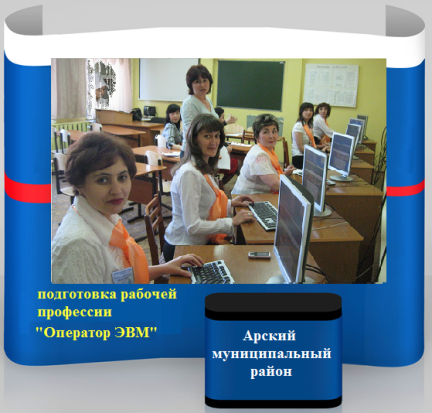 подготовка рабочей
профессии
"Оператор ЭВМ"
Арский
муниципальный
район